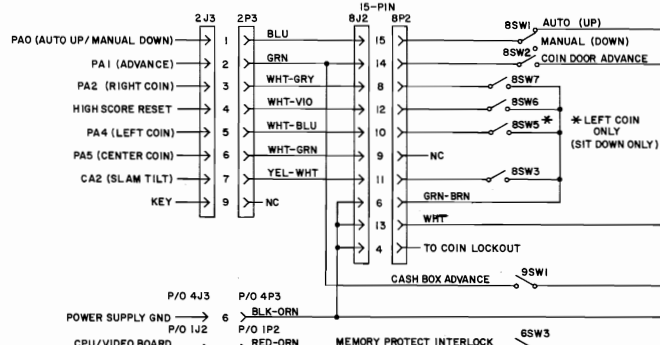 15-PIN
2J3 2P3 8J2 8P2
8SW1 AUTO (UP)
PA0 (AUTO UP/MANUAL DOWN) 1 BLU 15 MANUAL (DOWN)
8SW2 COIN DOOR ADVANCE
PA1 (ADVANCE) 2 GRN 14
PA2 (RIGHT COIN) 3 WHT-GRY 8 8SW7
HIGH SCORE RESET 4 WHT-VIO 12 8SW6
PA4 (LEFT COIN) 5 WHT-BLU 10 8SW5 * * LEFT COIN
ONLY
(SIT DOWN ONLY)
PA5 (CENTER COIN) 6 WHT-GRN 9 NC
CA2 (SLAM TILT) 7 YEL-WHT 11 8SW3
KEY 9 NC 6 GRN-BRN
13 WHT
4 TO COIN LOCKOUT
CASH BOX ADVANCE 9SW1
P/O 4J3 P/O 4P3
POWER SUPPLY GND 6 BLK-ORN
P/O 1J2 P/O 1P2
CPU/VIDEO BOARD RED-ORN MEMORY PROTECT INTERLOCK 6SW3